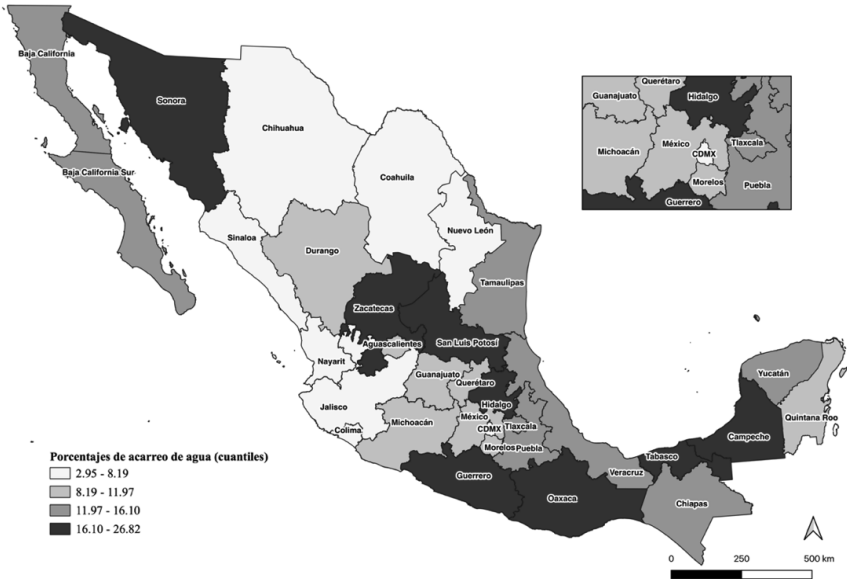 Baja California
Sonora
Chihuahua
Coahuila
Baja California Sur
Sinaloa
Nuevo León
Durango
Tamaulipas
Zacatecas
Aguascalientes
San Luis Potosí
Nayarit
Guanajuato
Querétaro
Hidalgo
Jalisco
México
Michoacán
CDMX
Tlaxcala
Colima
Morelos
Puebla
Guerrero
Oaxaca
Veracruz
Tabasco
Chiapas
Campeche
Yucatán
Quintana Roo
Querétaro
Guanajuato
Hidalgo
México
Tlaxcala
Michoacán
CDMX
Morelos
Puebla
Guerrero
Porcentajes de acarreo de agua (cuantiles)
2.95 - 8.19
8.19 - 11.97
11.97 - 16.10
16.10 - 26.82
0 250 500 km